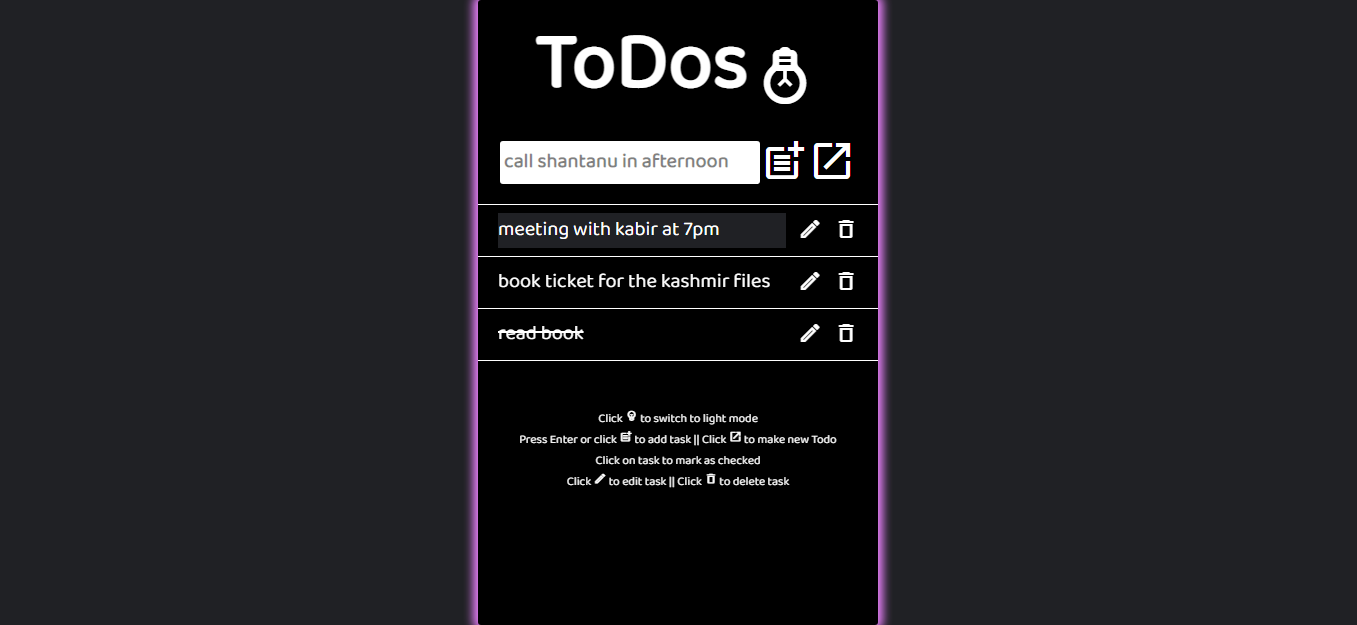 ToDos
call shantanu in afternoon
meeting with kabir at 7pm
book ticket for the kashmir files
read book
Click to switch to light mode
Press Enter or click to add task || Click to make new Todo
Click on task to mark as checked
Click to edit task || Click to delete task